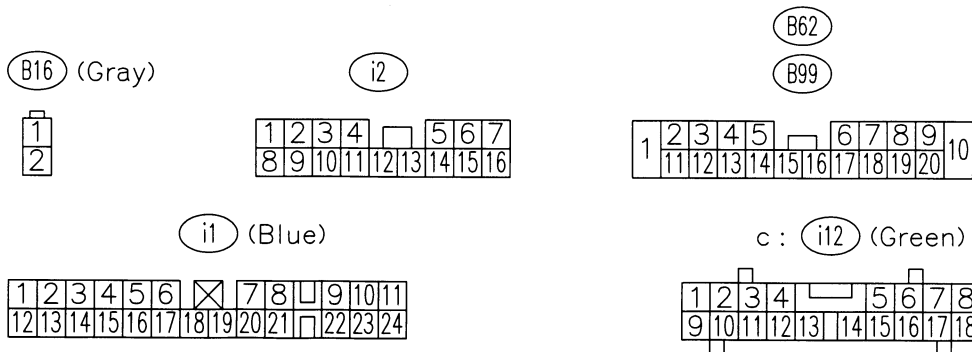 B62
B16 (Gray) i2 B99
1 1 2 3 4 5 6 7 1 2 3 4 5 6 7 8 9 10
2 8 9 10 11 12 13 14 15 16 11 12 13 14 15 16 17 18 19 20
i1 (Blue) c: i12 (Green)
1 2 3 4 5 6 7 8 9 10 11 1 2 3 4 5 6 7 8
12 13 14 15 16 17 18 19 20 21 22 23 24 9 10 11 12 13 14 15 16 17 18